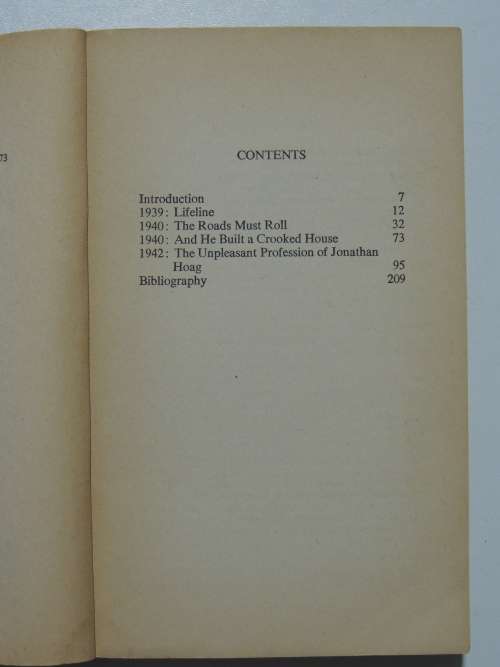 73
CONTENTS
Introduction 7
1939: Lifeline 12
1940: The Roads Must Roll 32
1940: And He Built a Crooked House 73
1942: The Unpleasant Profession of Jonathan
Hoag 95
Bibliography 209